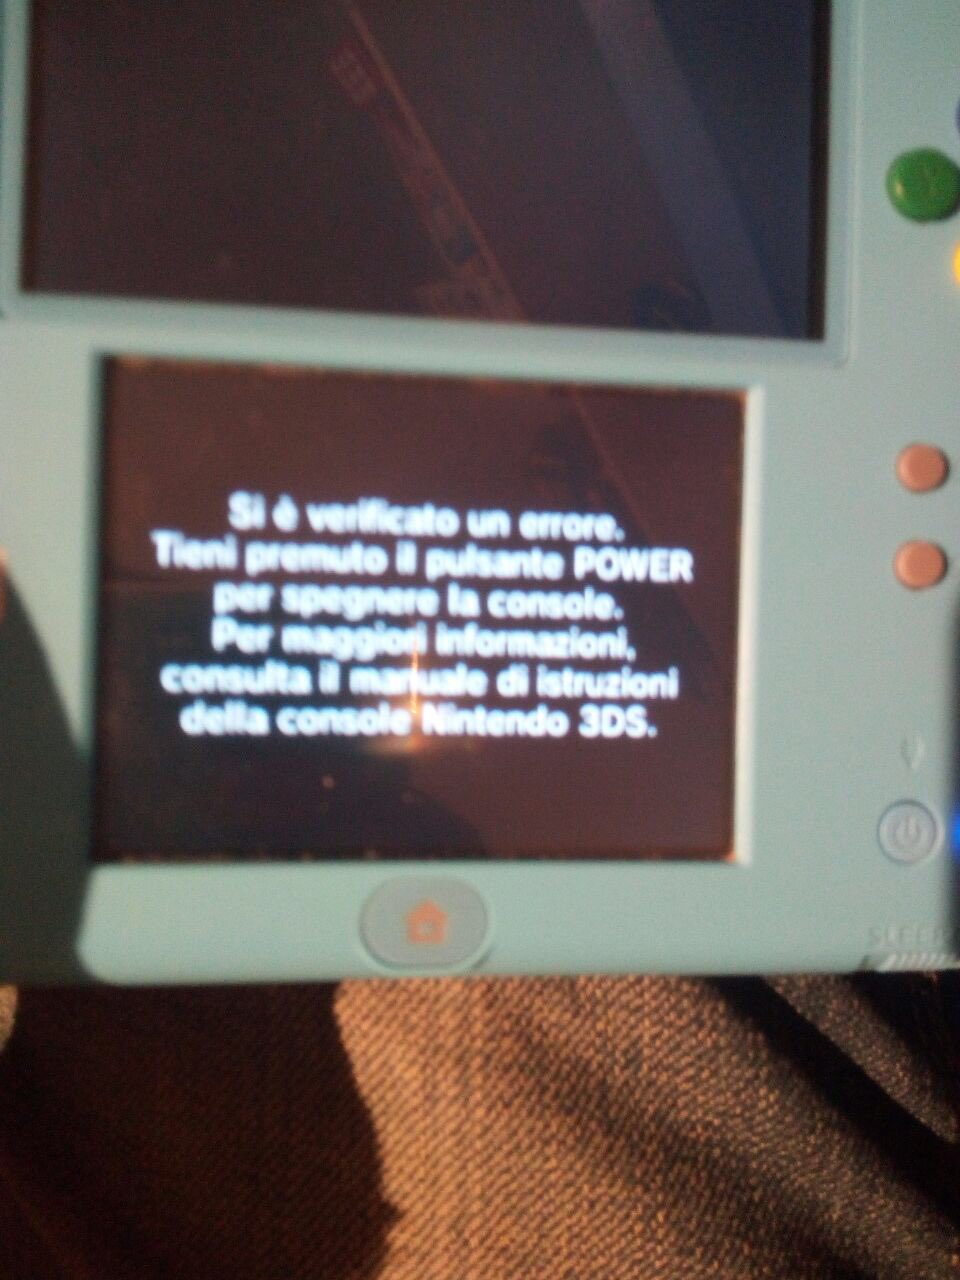 Si è verificato un errore.
Tieni premuto il pulsante POWER
per spegnere la console.
Per maggiori informazioni,
consulta il manuale di istruzioni
della console Nintendo 3DS.
SLEEP